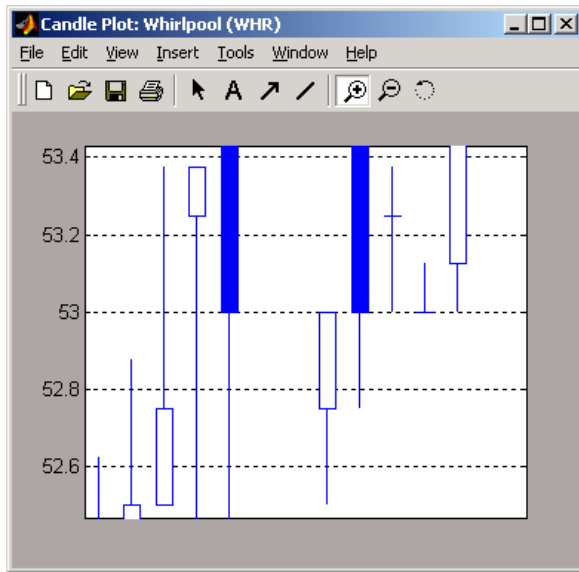 Candle Plot: Whirlpool (WHR)
File Edit View Insert Tools Window Help
A
53.4
53.2
53
52.8
52.6